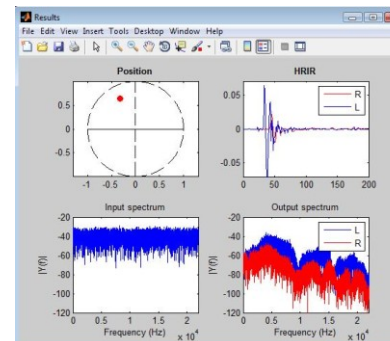 Results
File Edit View Insert Tools Desktop Window Help
Position
0.5
0
-0.5
-1 -0.5 0 0.5 1
HRIR
R
L
0.05
0
-0.05
0 50 100 150 200
Input spectrum
|Y(f)|
-20
-40
-60
-80
-100
-120
0 0.5 1 1.5 2
Frequency (Hz) x 10^4
Output spectrum
L
R
|Y(f)|
-20
-40
-60
-80
-100
-120
0 0.5 1 1.5 2
Frequency (Hz) x 10^4